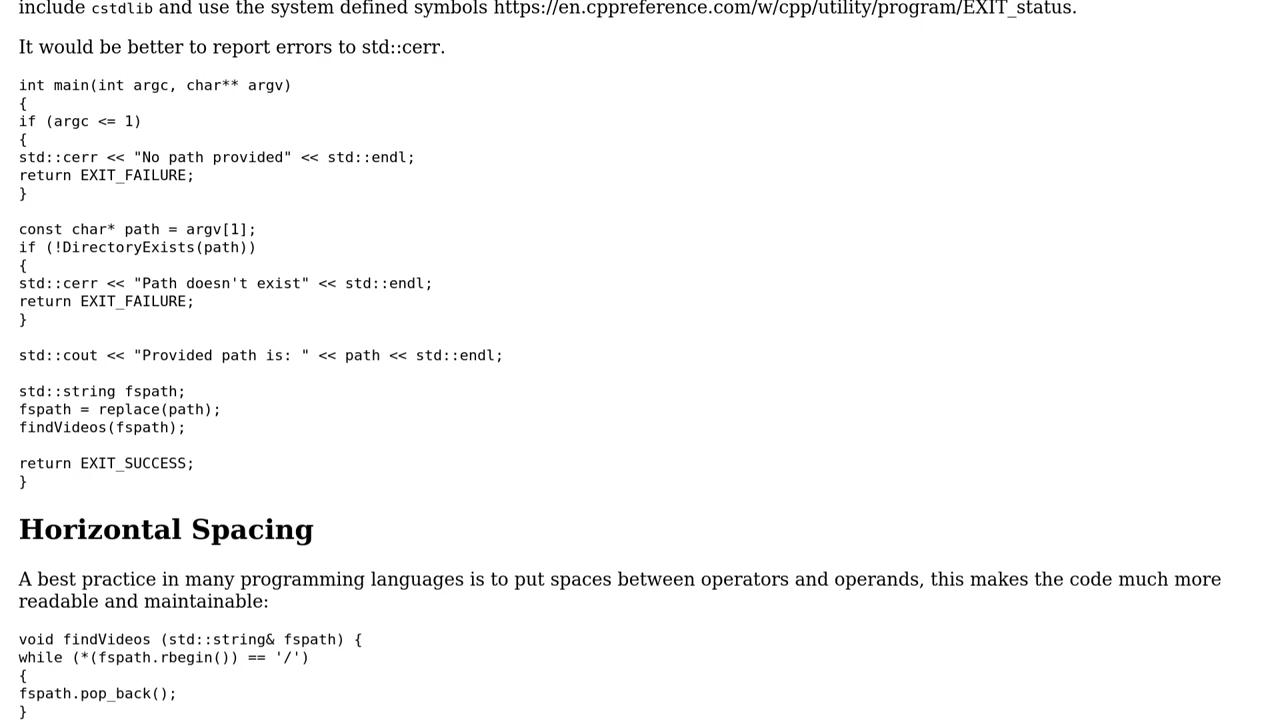 include cstdlib and use the system defined symbols https://en.cppreference.com/w/cpp/utility/program/EXIT_status.
It would be better to report errors to std::cerr.
int main(int argc, char** argv)
{
if (argc <= 1)
{
std::cerr << "No path provided" << std::endl;
return EXIT_FAILURE;
}
const char* path = argv[1];
if (!DirectoryExists(path))
{
std::cerr << "Path doesn't exist" << std::endl;
return EXIT_FAILURE;
}
std::cout << "Provided path is: " << path << std::endl;
std::string fspath;
fspath = replace(path);
findVideos(fspath);
return EXIT_SUCCESS;
}
Horizontal Spacing
A best practice in many programming languages is to put spaces between operators and operands, this makes the code much more
readable and maintainable:
void findVideos (std::string& fspath) {
while (*(fspath.rbegin()) == '/')
{
fspath.pop_back();
}